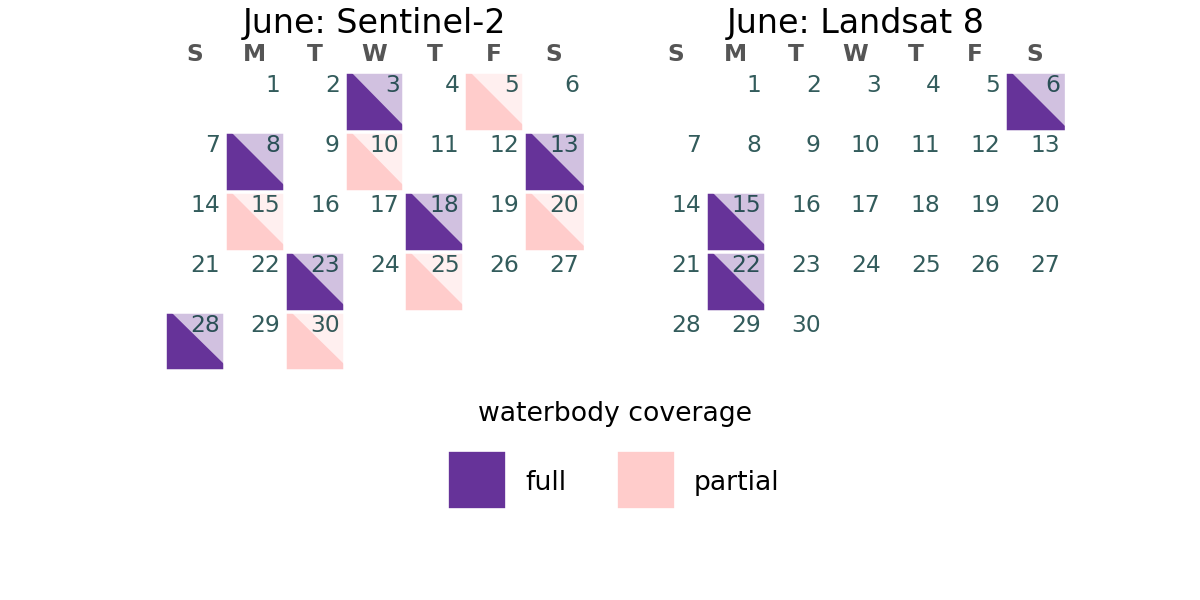 June: Sentinel-2
S M T W T F S
1 2 3 4 5 6
7 8 9 10 11 12 13
14 15 16 17 18 19 20
21 22 23 24 25 26 27
28 29 30
June: Landsat 8
S M T W T F S
1 2 3 4 5 6
7 8 9 10 11 12 13
14 15 16 17 18 19 20
21 22 23 24 25 26 27
28 29 30
waterbody coverage
full partial